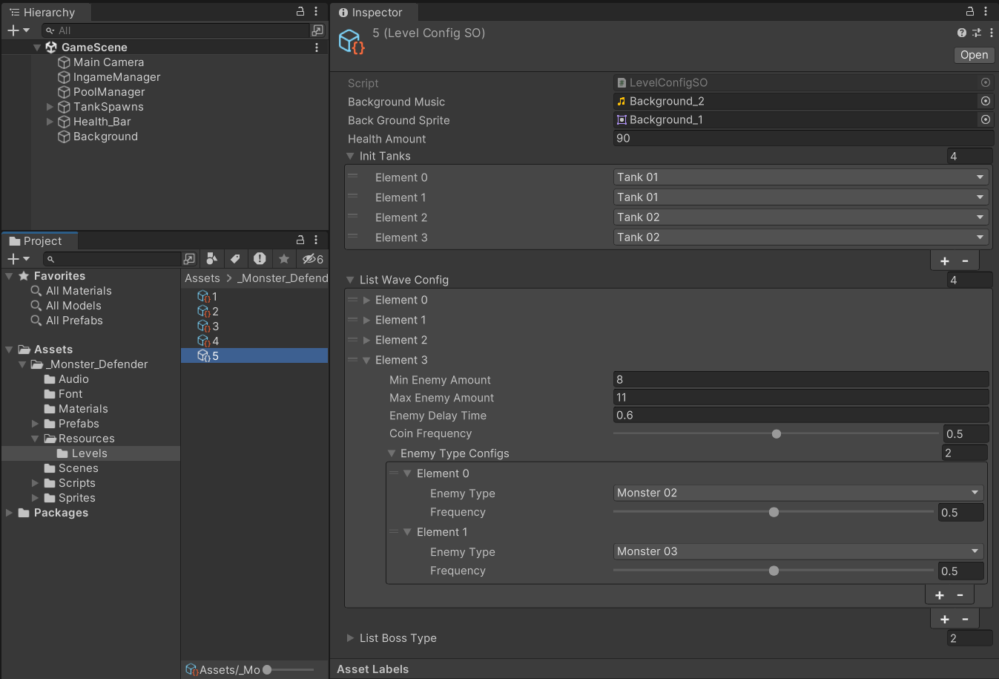 Hierarchy
All
GameScene
Main Camera
IngameManager
PoolManager
TankSpawns
Health_Bar
Background
Project
6
Favorites
All Materials
All Models
All Prefabs
Assets
_Monster_Defender
Audio
Font
Materials
Prefabs
Resources
Levels
Scenes
Scripts
Sprites
Packages
Assets > _Monster_Defend
1
2
3
4
5
Assets/_Mo
Inspector
5 (Level Config SO)
Open
Script LevelConfigSO
Background Music Background_2
Back Ground Sprite Background_1
Health Amount 90
Init Tanks 4
Element 0 Tank 01
Element 1 Tank 01
Element 2 Tank 02
Element 3 Tank 02
+ -
List Wave Config 4
Element 0
Element 1
Element 2
Element 3
Min Enemy Amount 8
Max Enemy Amount 11
Enemy Delay Time 0.6
Coin Frequency 0.5
Enemy Type Configs 2
Element 0
Enemy Type Monster 02
Frequency 0.5
Element 1
Enemy Type Monster 03
Frequency 0.5
+ -
+ -
List Boss Type 2
Asset Labels